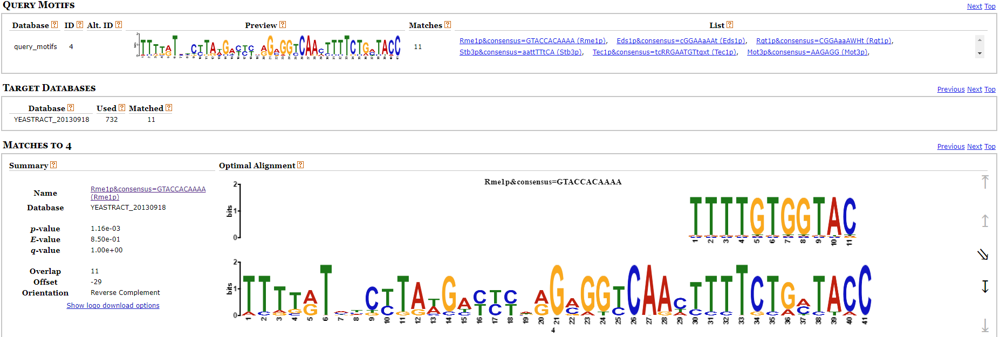 QUERY MOTIFS
Next Top
Database ? ID ? Alt. ID ? Preview ? Matches ? List ?
query_motifs 4 11
Rme1p&consensus=GTACCACAAAA (Rme1p), Eds1p&consensus=cGGAAaAAt (Eds1p), Rgt1p&consensus=CGGAaaAWHt (Rgt1p),
Stb3p&consensus=aattTTtCA (Stb3p), Tec1p&consensus=tcRRGAATGTtgxt (Tec1p), Mot3p&consensus=AAGAGG (Mot3p),
TARGET DATABASES
Previous Next Top
Database ? Used ? Matched ?
YEASTRACT_20130918 732 11
MATCHES TO 4
Previous Next Top
Summary ?
Name Rme1p&consensus=GTACCACAAAA
(Rme1p)
Database YEASTRACT_20130918
p-value 1.16e-03
E-value 8.50e-01
q-value 1.00e+00
Overlap 11
Offset -29
Orientation Reverse Complement
Show logo download options
Optimal Alignment ?
Rme1p&consensus=GTACCACAAAA
2
bits
1
0
TTTTGTGGTAC
1 2 3 4 5 6 7 8 9 10 11
2
bits
1
0
1 2 3 4 5 6 7 8 9 10 11 12 13 14 15 16 17 18 19 20 21 22 23 24 25 26 27 28 29 30 31 32 33 34 35 36 37 38 39 40 41
4